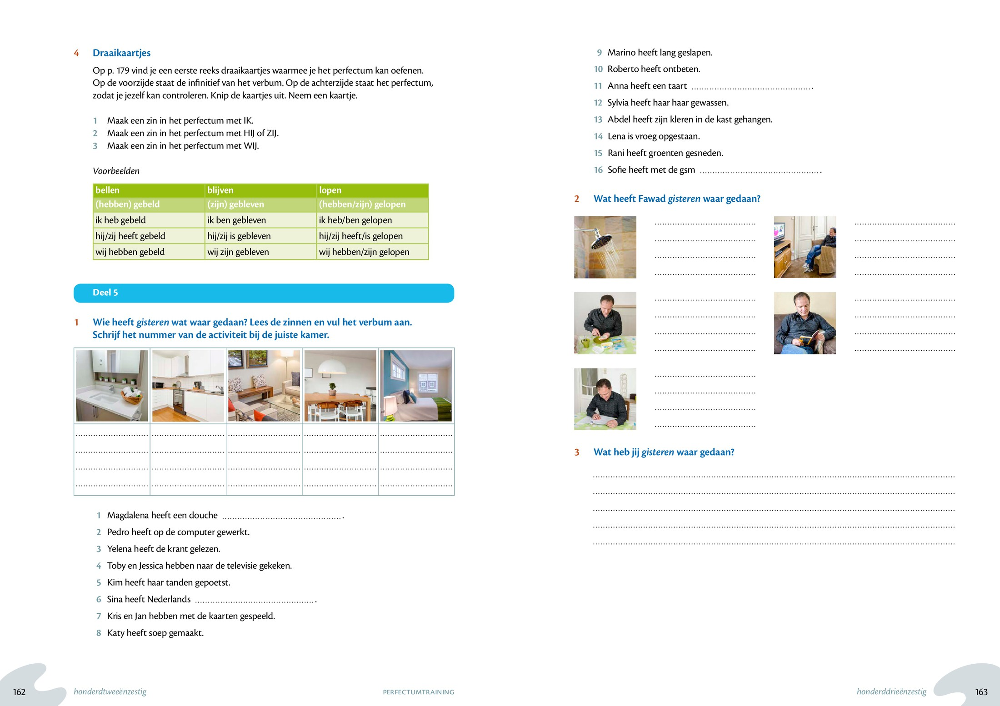 4 Draaikaartjes
Op p. 179 vind je een eerste reeks draaikaartjes waarmee je het perfectum kan oefenen.
Op de voorzijde staat de infinitief van het verbum. Op de achterzijde staat het perfectum,
zodat je jezelf kan controleren. Knip de kaartjes uit. Neem een kaartje.
1 Maak een zin in het perfectum met IK.
2 Maak een zin in het perfectum met HIJ of ZIJ.
3 Maak een zin in het perfectum met WIJ.
Voorbeelden
bellen blijven lopen
(hebben) gebeld (zijn) gebleven (hebben/zijn) gelopen
ik heb gebeld ik ben gebleven ik heb/ben gelopen
hij/zij heeft gebeld hij/zij is gebleven hij/zij heeft/is gelopen
wij hebben gebeld wij zijn gebleven wij hebben/zijn gelopen
Deel 5
1 Wie heeft gisteren wat waar gedaan? Lees de zinnen en vul het verbum aan.
Schrijf het nummer van de activiteit bij de juiste kamer.
1 Magdalena heeft een douche ................................................ .
2 Pedro heeft op de computer gewerkt.
3 Yelena heeft de krant gelezen.
4 Toby en Jessica hebben naar de televisie gekeken.
5 Kim heeft haar tanden gepoetst.
6 Sina heeft Nederlands ................................................ .
7 Kris en Jan hebben met de kaarten gespeeld.
8 Katy heeft soep gemaakt.
162 honderdtweeënzestig PERFECTUMTRAINING
9 Marino heeft lang geslapen.
10 Roberto heeft ontbeten.
11 Anna heeft een taart ................................................ .
12 Sylvia heeft haar haar gewassen.
13 Abdel heeft zijn kleren in de kast gehangen.
14 Lena is vroeg opgestaan.
15 Rani heeft groenten gesneden.
16 Sofie heeft met de gsm ................................................ .
2 Wat heeft Fawad gisteren waar gedaan?
3 Wat heb jij gisteren waar gedaan?
honderddrieënzestig 163